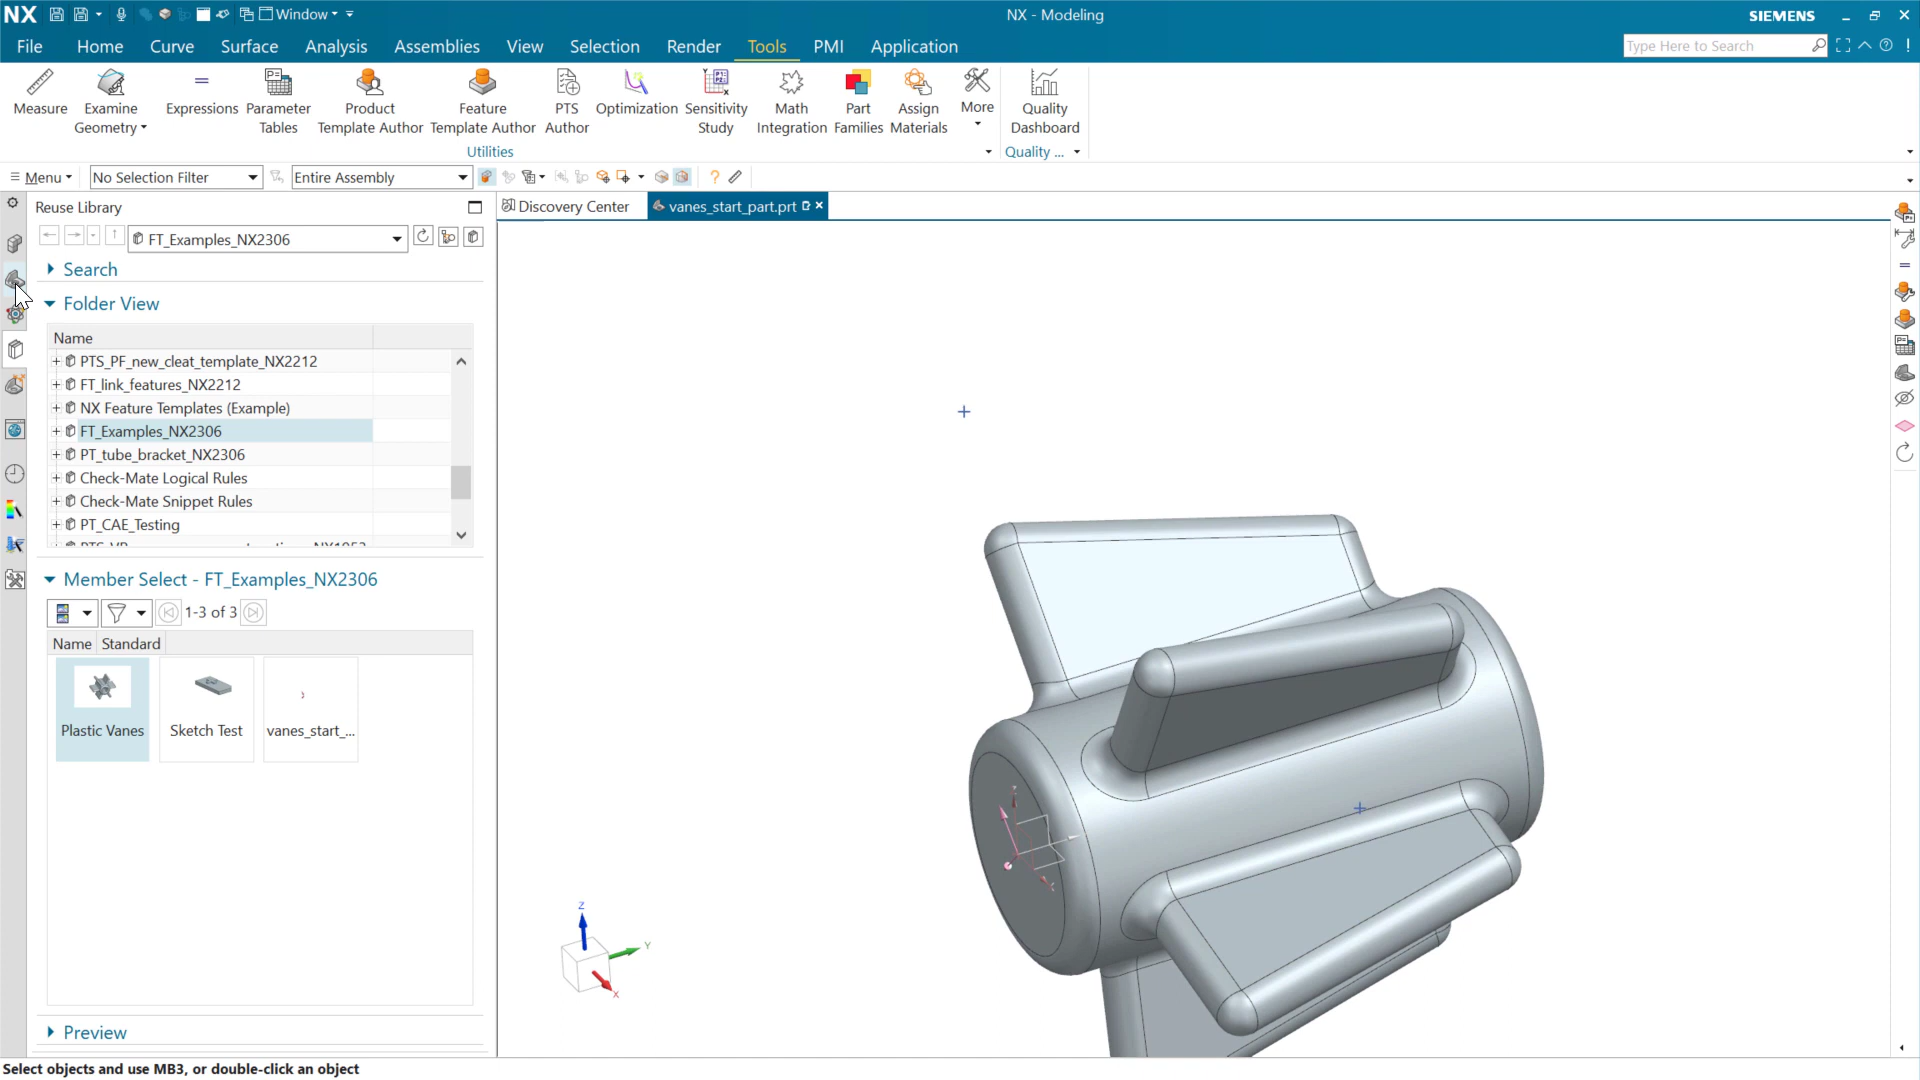 NX Window NX - Modeling SIEMENS
File Home Curve Surface Analysis Assemblies View Selection Render Tools PMI Application Type Here to Search
Measure Examine Geometry Expressions Parameter Tables Product Template Author Feature Template Author PTS Author Optimization Sensitivity Study Math Integration Part Families Assign Materials More Quality Dashboard
Utilities Quality ...
Menu No Selection Filter Entire Assembly
Reuse Library
Discovery Center vanes_start_part.prt
FT_Examples_NX2306
Search
Folder View
Name
PTS_PF_new_cleat_template_NX2212
FT_link_features_NX2212
NX Feature Templates (Example)
FT_Examples_NX2306
PT_tube_bracket_NX2306
Check-Mate Logical Rules
Check-Mate Snippet Rules
PT_CAE_Testing
Member Select - FT_Examples_NX2306
1-3 of 3
Name Standard
Plastic Vanes Sketch Test vanes_start_...
Z
Y
X
Preview
Select objects and use MB3, or double-click an object